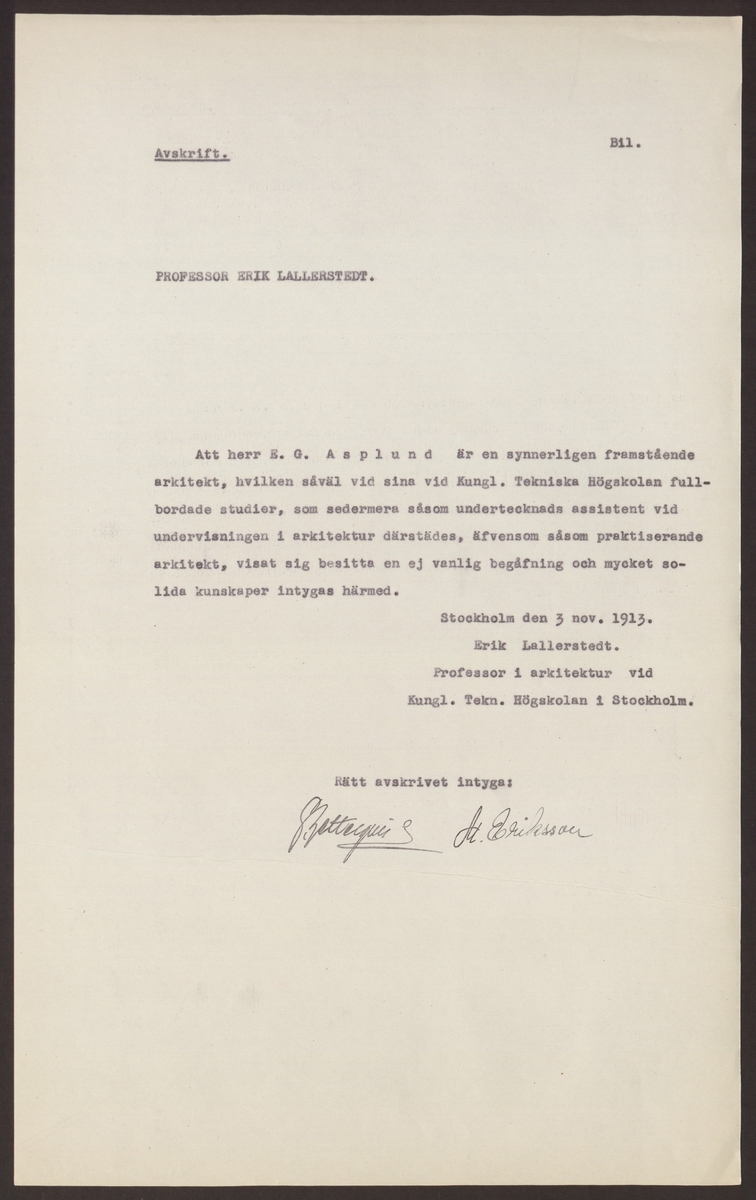 Bil.
Avskrift.
PROFESSOR ERIK LALLERSTEDT.
Att herr E. G. A s p l u n d är en synnerligen framstående
arkitekt, hvilken såväl vid sina vid Kungl. Tekniska Högskolan full-
bordade studier, som sedermera såsom undertecknads assistent vid
undervisningen i arkitektur därstädes, äfvensom såsom praktiserande
arkitekt, visat sig besitta en ej vanlig begåfning och mycket so-
lida kunskaper intygas härmed.
Stockholm den 3 nov. 1913.
Erik Lallerstedt.
Professor i arkitektur vid
Kungl. Tekn. Högskolan i Stockholm.
Rätt avskrivet intyga:
Eriksson